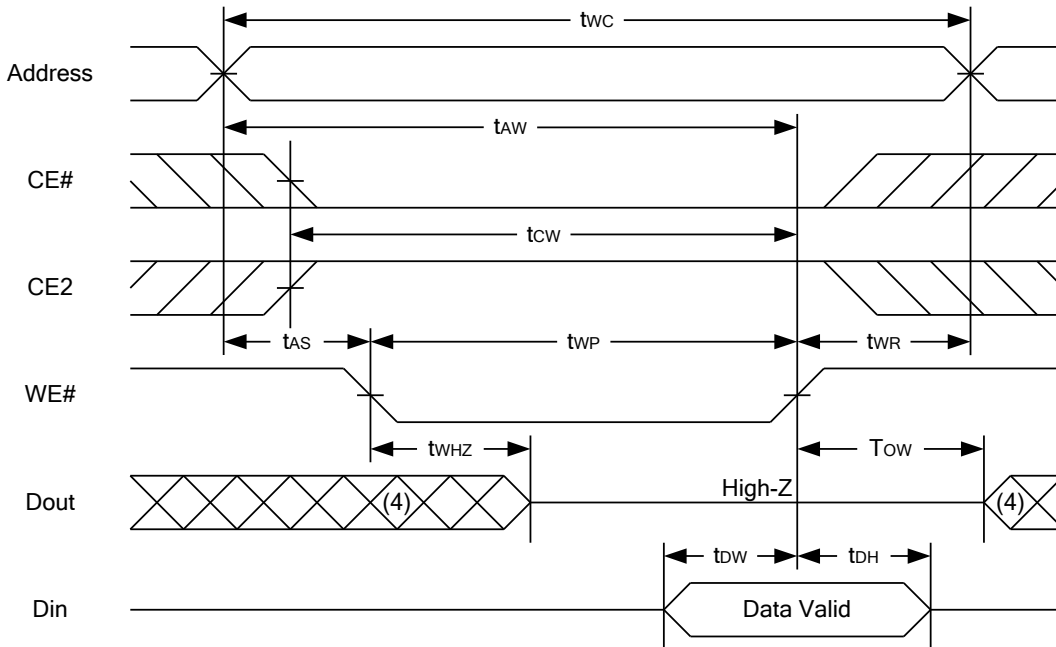 tWC
Address
tAW
CE#
tCW
CE2
tAS
tWP
tWR
WE#
tWHZ
TOW
High-Z
Dout
(4)
(4)
tDW
tDH
Din
Data Valid